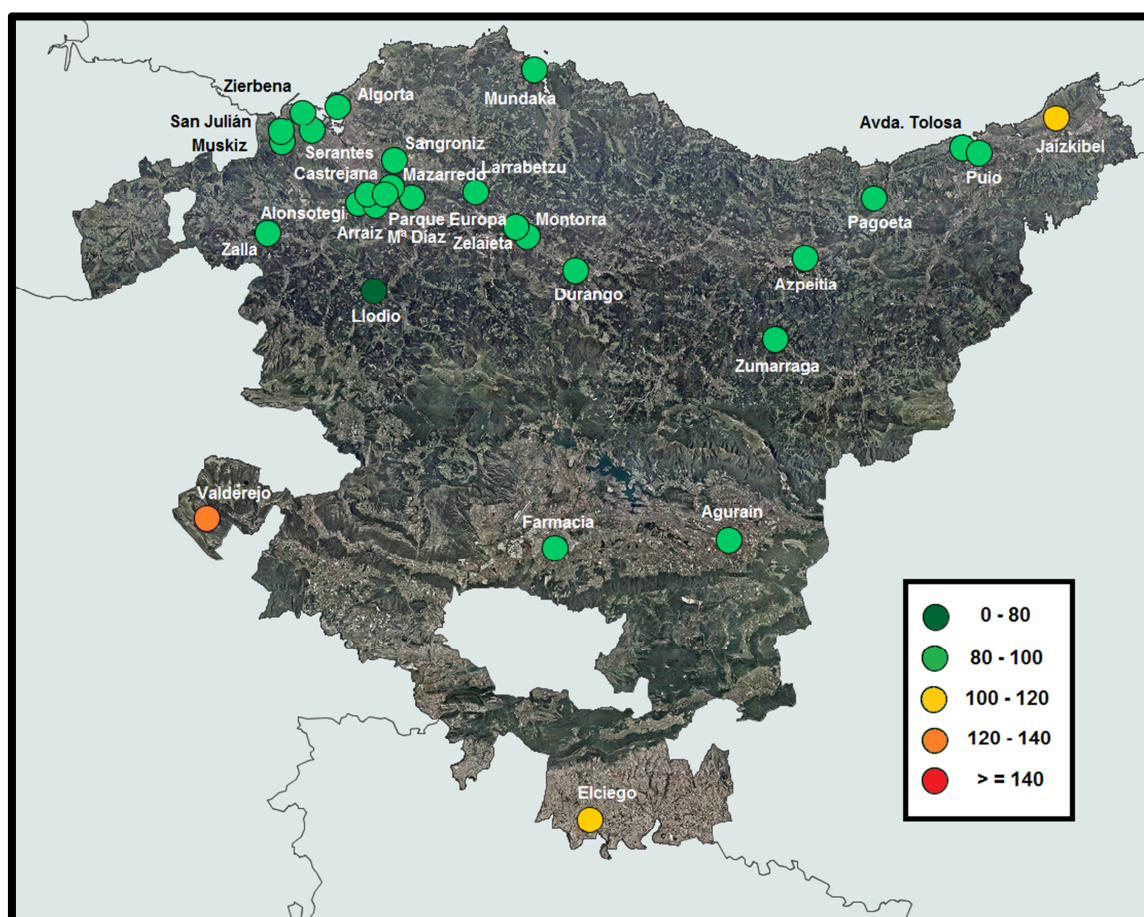 Zierbena
Algorta
Mundaka
San Julián
Muskiz
Serantes
Sangroniz
Castrejana
Mazarredo
Larrabetzu
Avda. Tolosa
Jaizkibel
Puio
Pagoeta
Alonsotegi
Parque Europa
Montorra
Arraiz
Mª Díaz
Zelaieta
Zalla
Durango
Azpeitia
Llodio
Zumarraga
Valderejo
Farmacia
Agurain
Elciego
0 - 80
80 - 100
100 - 120
120 - 140
> = 140